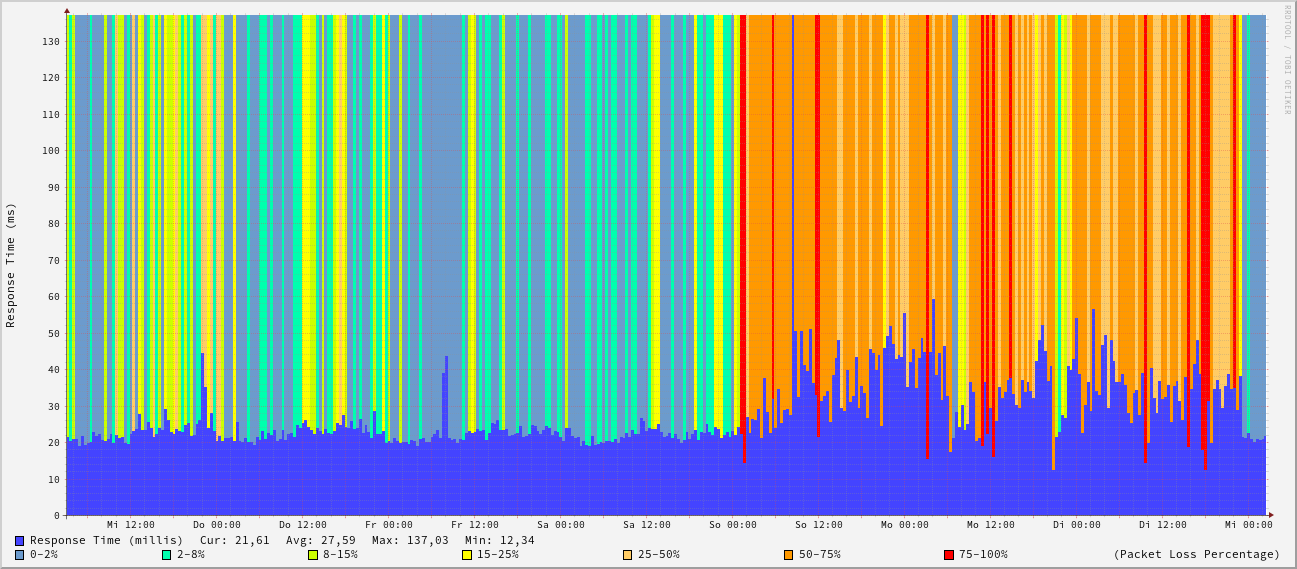 RRDTOOL / TOBI OETIKER
Response Time (ms)
130
120
110
100
90
80
70
60
50
40
30
20
10
0
Mi 12:00 Do 00:00 Do 12:00 Fr 00:00 Fr 12:00 Sa 00:00 Sa 12:00 So 00:00 So 12:00 Mo 00:00 Mo 12:00 Di 00:00 Di 12:00 Mi 00:00
Response Time (millis) Cur: 21,61 Avg: 27,59 Max: 137,03 Min: 12,34
0-2% 2-8% 8-15% 15-25% 25-50% 50-75% 75-100% (Packet Loss Percentage)